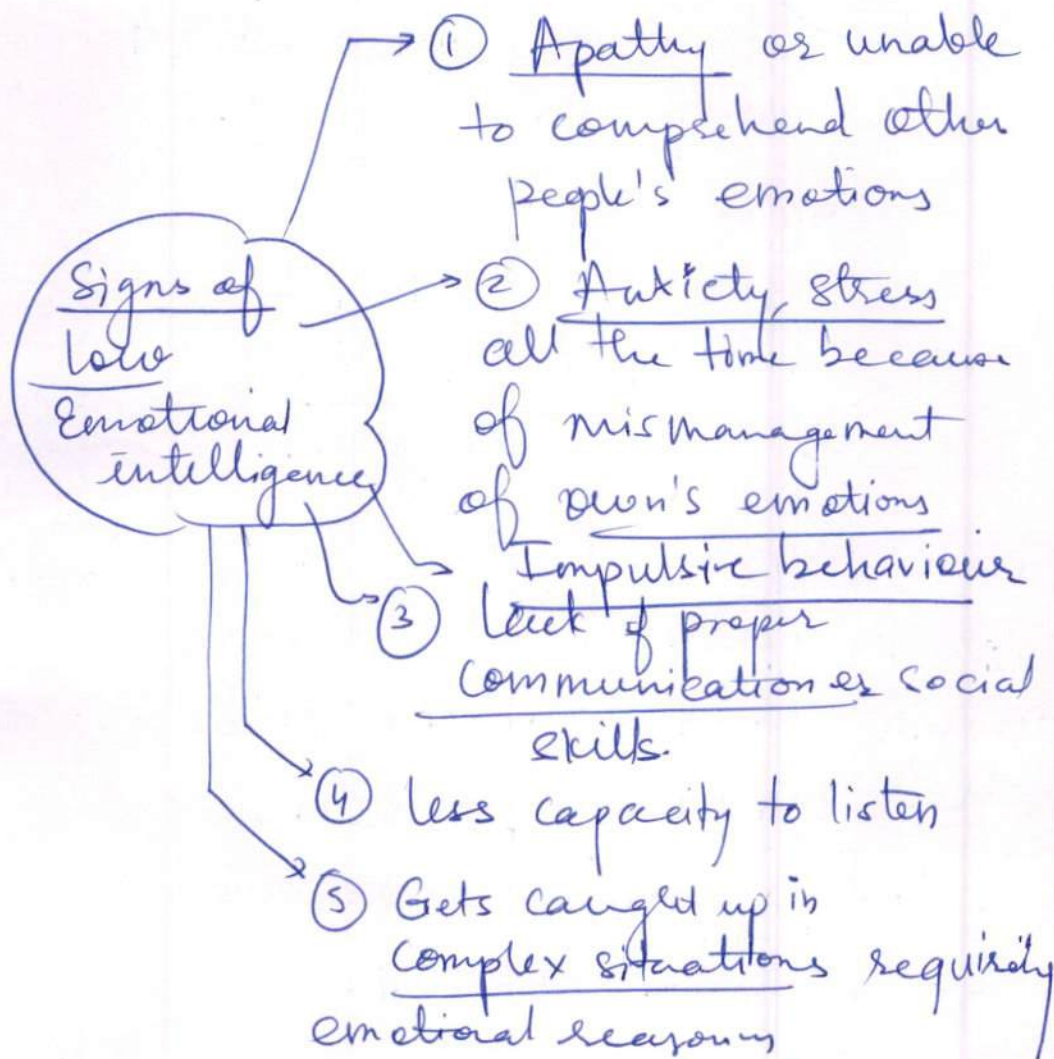 Signs of
low
Emotional
intelligence
① Apathy or unable
to comprehend other
people's emotions
② Anxiety, stress
all the time because
of mismanagement
of own's emotions
Impulsive behaviour
③ Lack of proper
communication or social
skills.
④ less capacity to listen
⑤ Gets caught up in
complex situations requiring
emotional reasoning